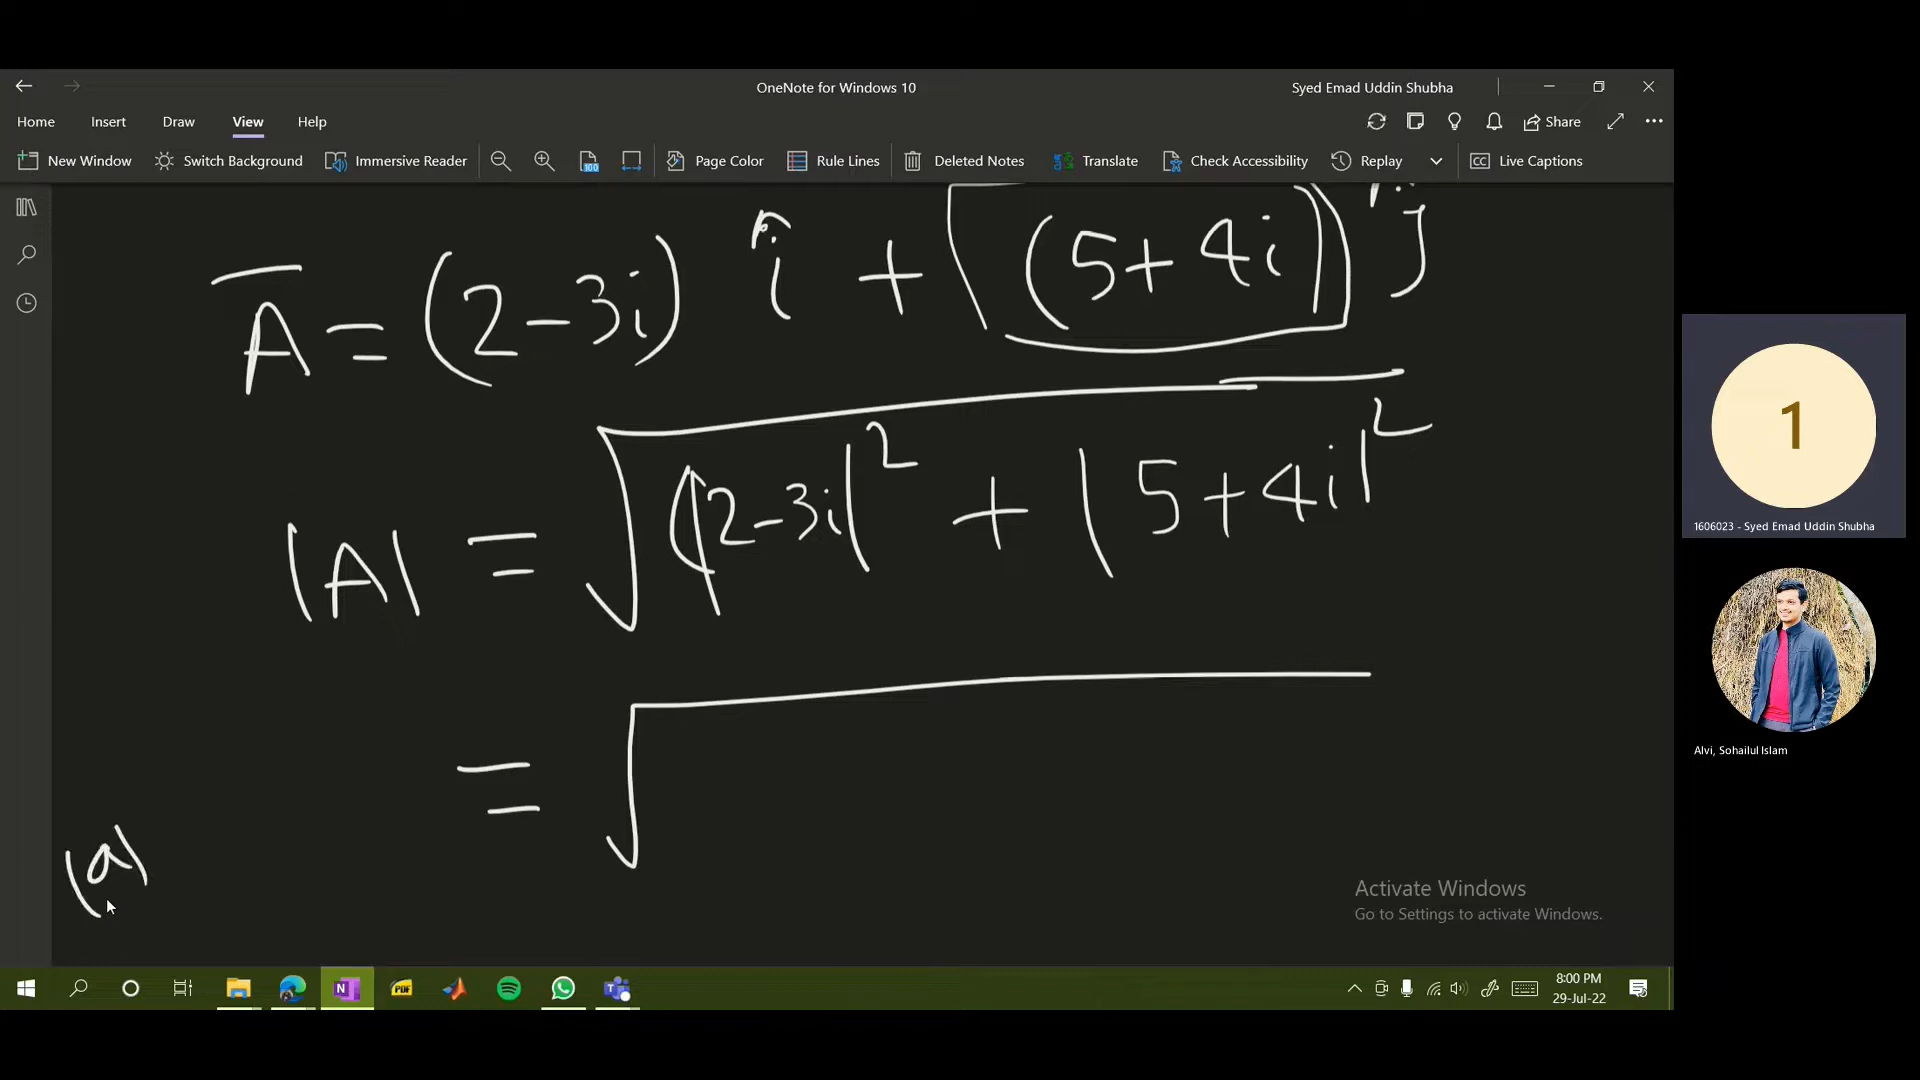 OneNote for Windows 10
Syed Emad Uddin Shubha
Home Insert Draw View Help
Share
New Window Switch Background Immersive Reader 100 Page Color Rule Lines Deleted Notes Translate Check Accessibility Replay CC Live Captions
A̅ = (2-3i) î + (5+4i) ĵ
|A| = √(|2-3i|² + |5+4i|²
= √
|a|
1
1606023 - Syed Emad Uddin Shubha
Alvi, Sohailul Islam
Activate Windows
Go to Settings to activate Windows.
PDF
8:00 PM
29-Jul-22